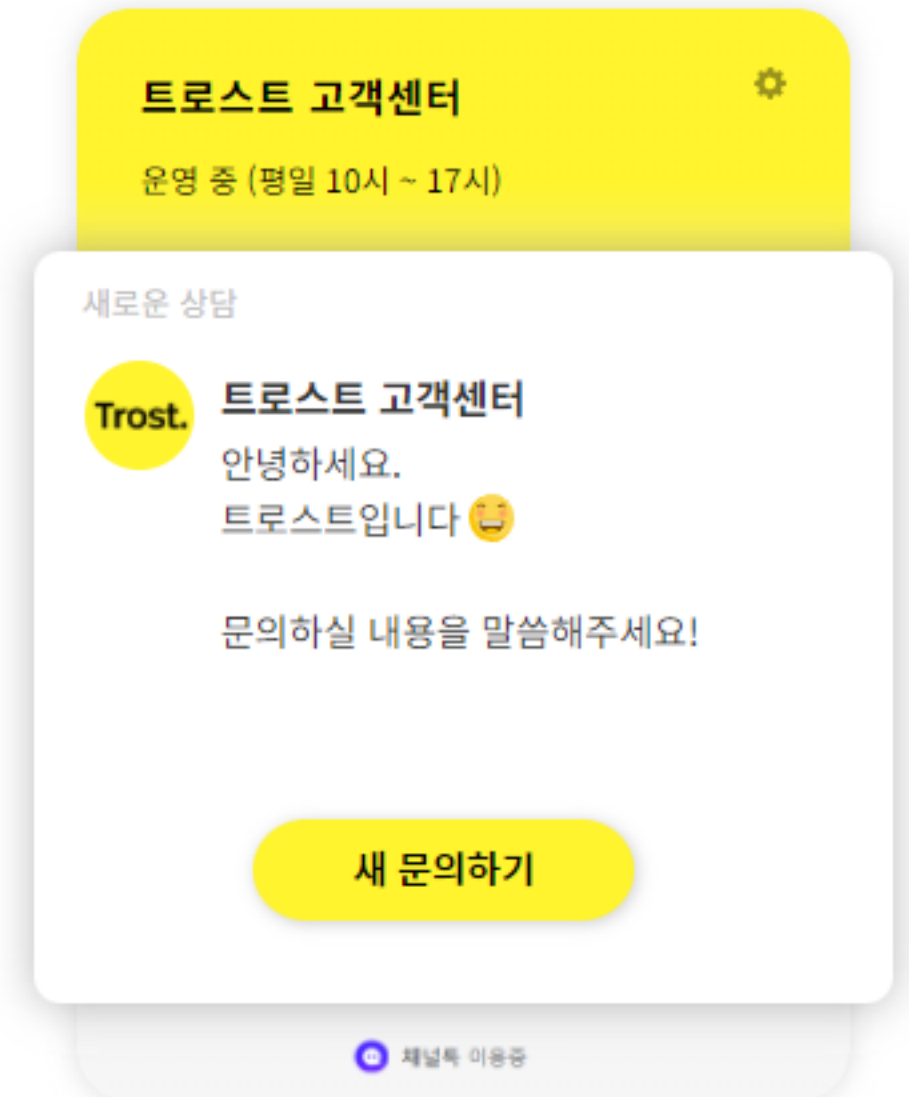 트로스트 고객센터
운영 중 (평일 10시 ~ 17시)
새로운 상담
Trost.
트로스트 고객센터
안녕하세요.
트로스트입니다
문의하실 내용을 말씀해주세요!
새 문의하기
채널톡 이용중